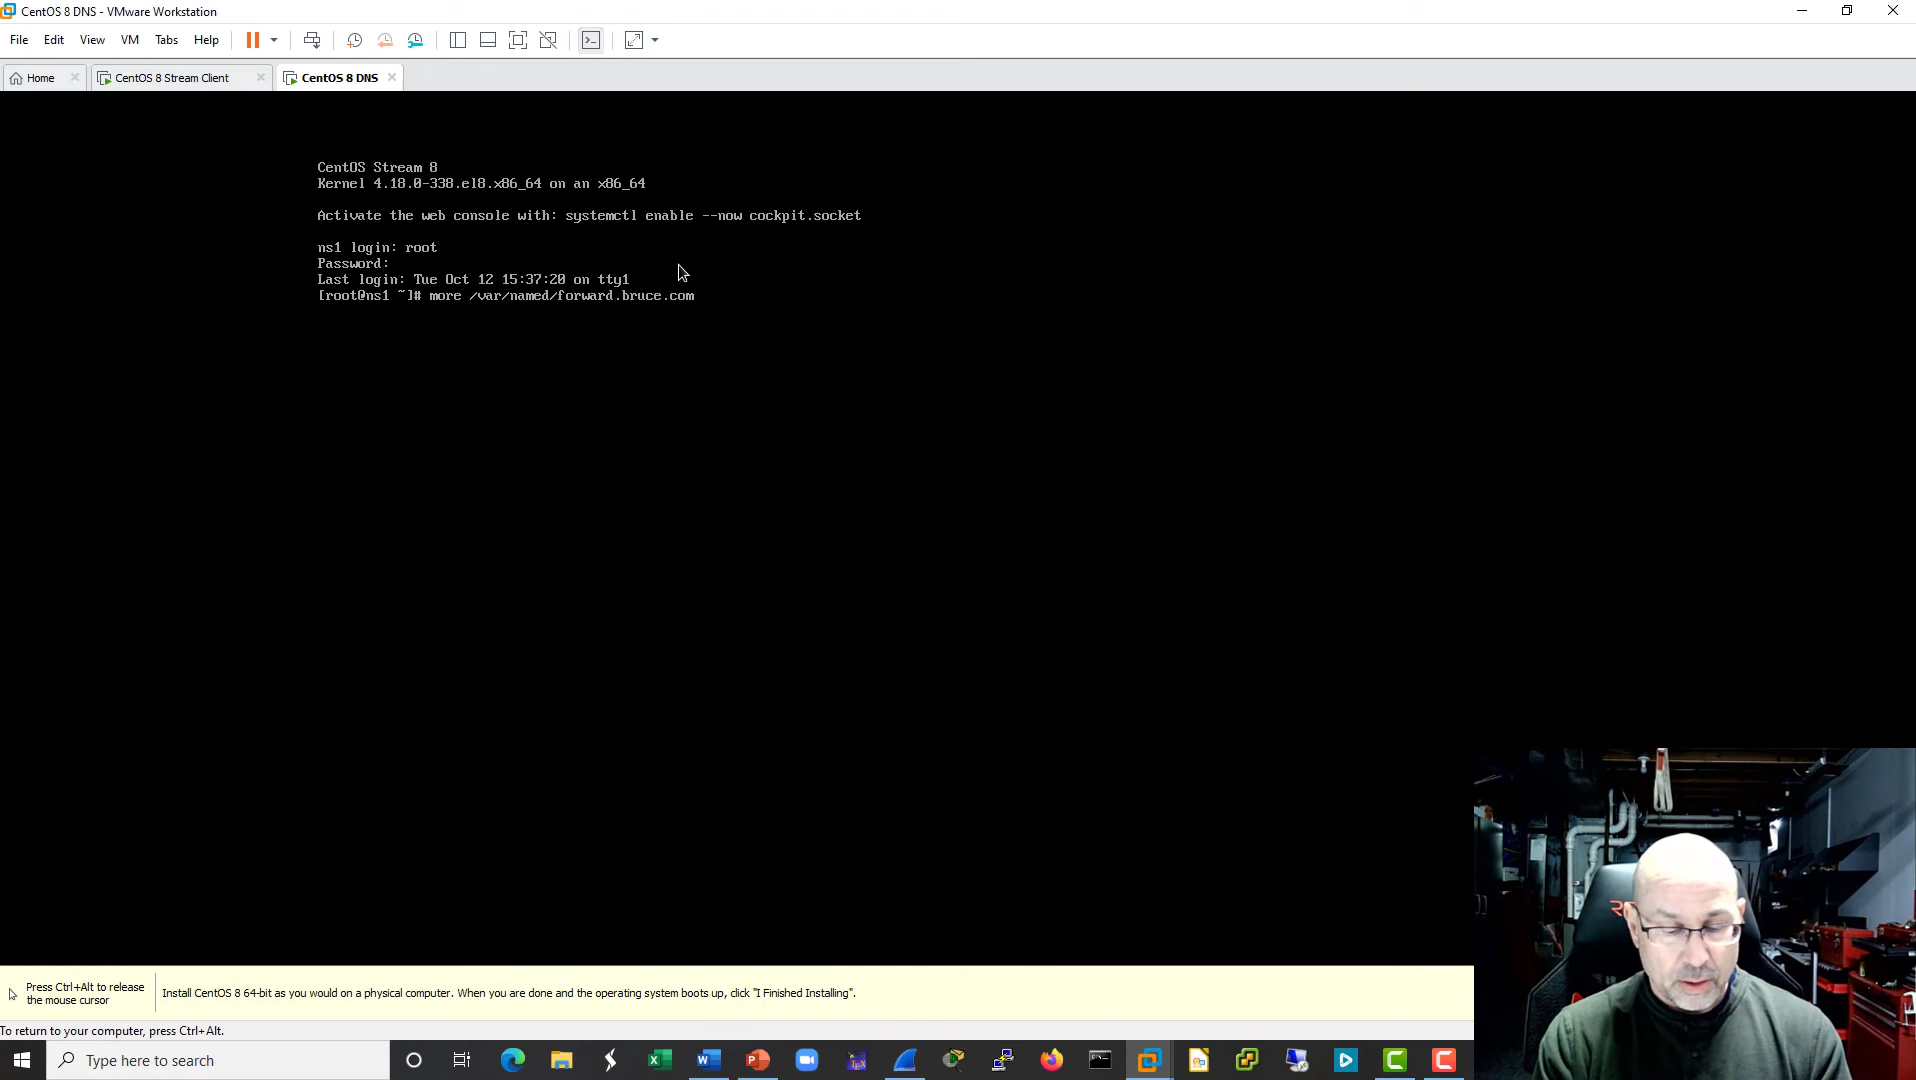 CentOS 8 DNS - VMware Workstation
File Edit View VM Tabs Help
Home CentOS 8 Stream Client CentOS 8 DNS
CentOS Stream 8
Kernel 4.18.0-338.el8.x86_64 on an x86_64
Activate the web console with: systemctl enable --now cockpit.socket
ns1 login: root
Password:
Last login: Tue Oct 12 15:37:20 on tty1
[root@ns1 ~]# more /var/named/forward.bruce.com
Press Ctrl+Alt to release
the mouse cursor
Install CentOS 8 64-bit as you would on a physical computer. When you are done and the operating system boots up, click "I Finished Installing".
To return to your computer, press Ctrl+Alt.
Type here to search